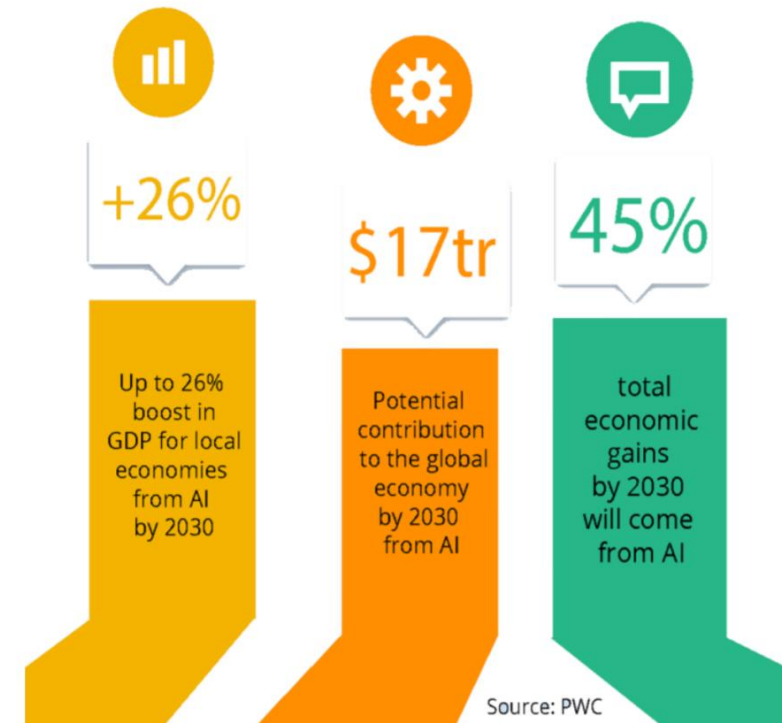 +26%
Up to 26%
boost in
GDP for local
economies
from AI
by 2030
$17tr
Potential
contribution
to the global
economy
by 2030
from AI
45%
total
economic
gains
by 2030
will come
from AI
Source: PWC